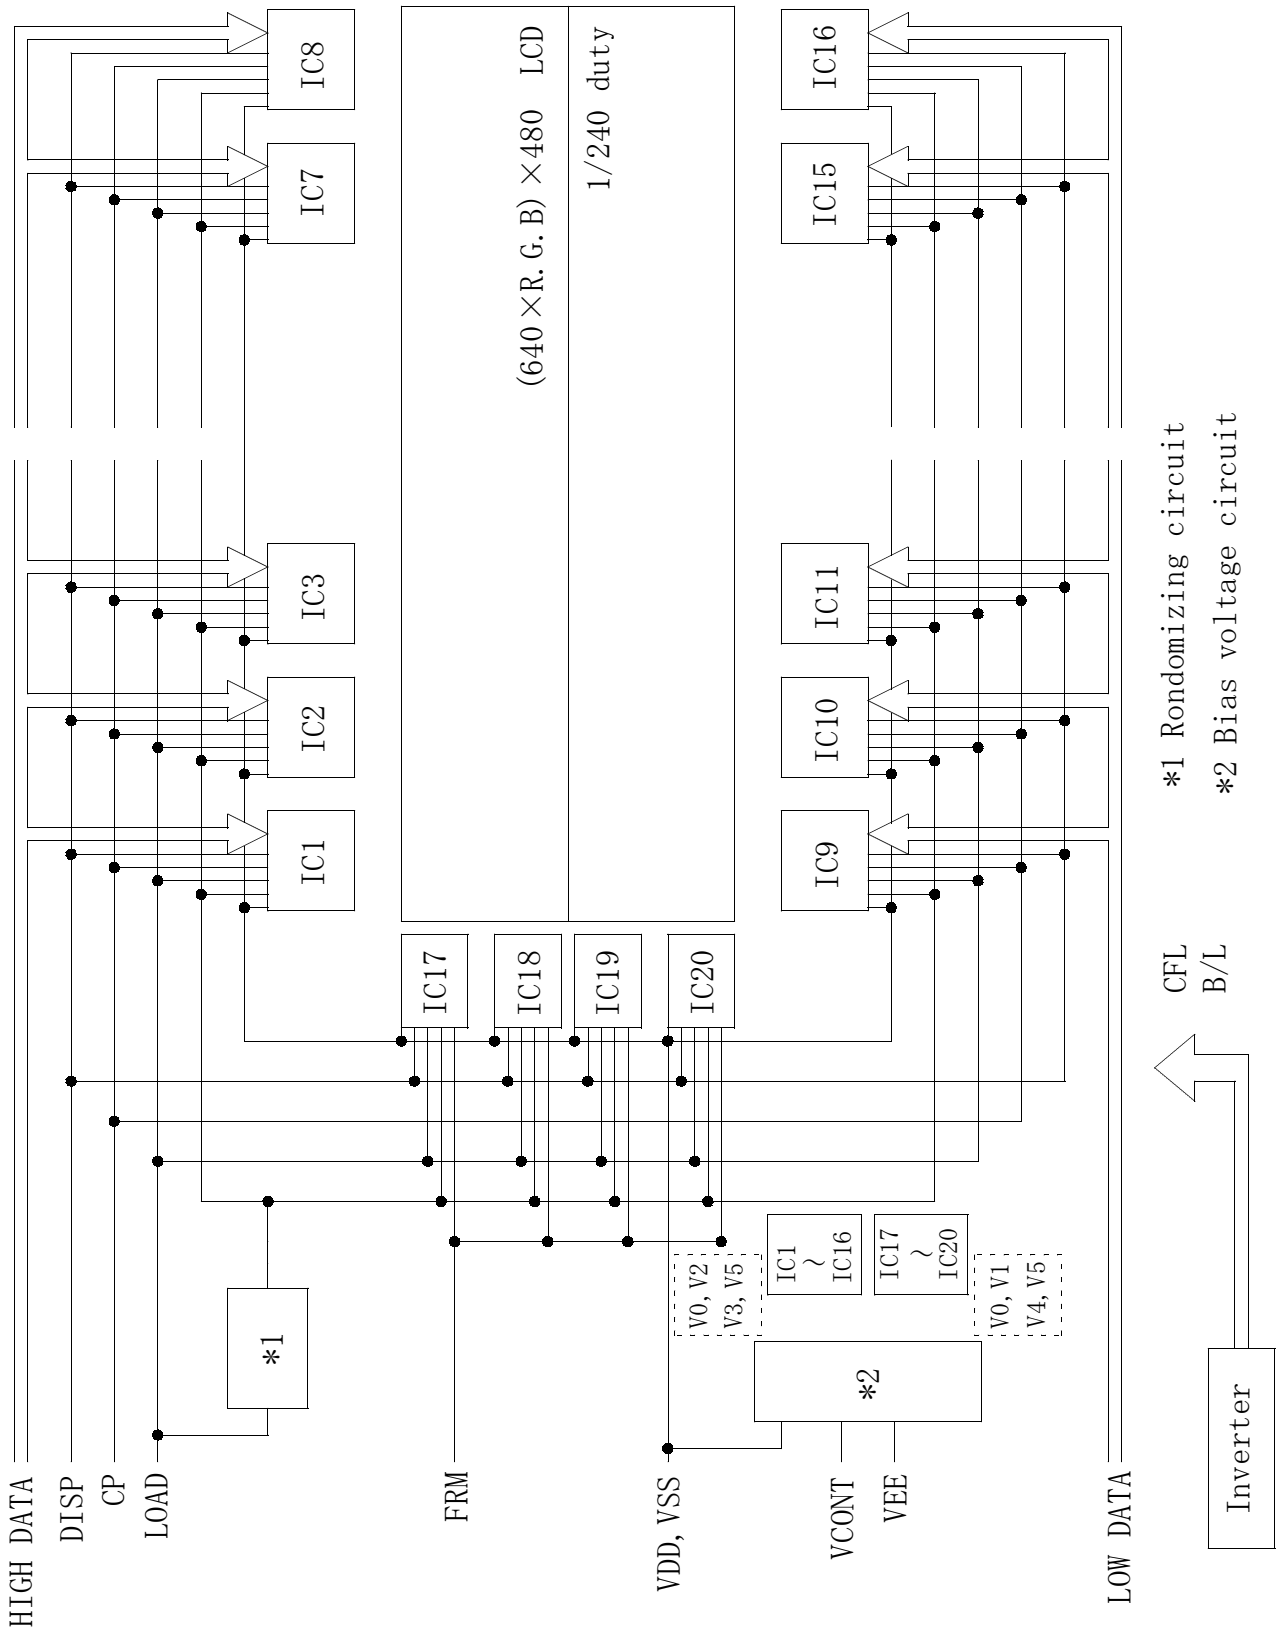 HIGH DATA
DISP
CP
LOAD
*1
IC1
IC2
IC3
IC7
IC8
FRM
IC17
IC18
IC19
IC20
(640×R.G.B)×480 LCD
1/240 duty
VDD,VSS
V0,V2
V3,V5
IC1
~
IC16
IC9
IC10
IC11
IC15
IC16
VCONT
VEE
*2
IC17
~
IC20
V0,V1
V4,V5
LOW DATA
CFL
B/L
*1 Rondomizing circuit
*2 Bias voltage circuit
Inverter